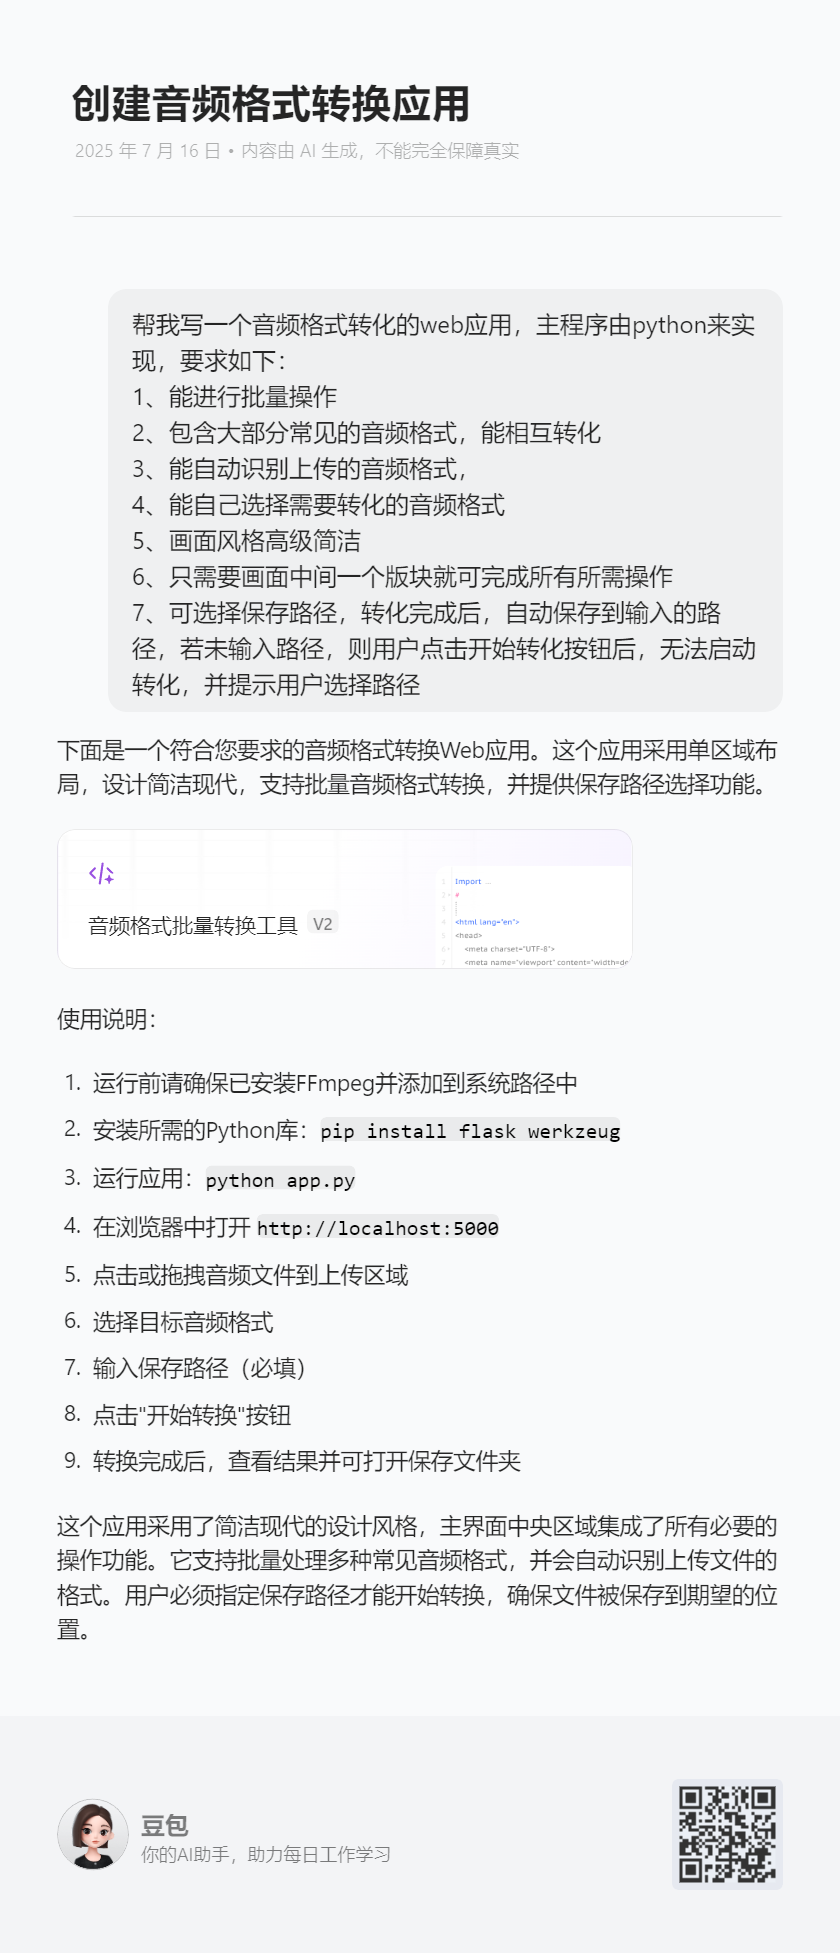 创建音频格式转换应用
2025 年 7 月 16 日 • 内容由 AI 生成，不能完全保障真实
帮我写一个音频格式转化的web应用，主程序由python来实
现，要求如下：
1、能进行批量操作
2、包含大部分常见的音频格式，能相互转化
3、能自动识别上传的音频格式，
4、能自己选择需要转化的音频格式
5、画面风格高级简洁
6、只需要画面中间一个版块就可完成所有所需操作
7、可选择保存路径，转化完成后，自动保存到输入的路
径，若未输入路径，则用户点击开始转化按钮后，无法启动
转化，并提示用户选择路径
下面是一个符合您要求的音频格式转换Web应用。这个应用采用单区域布
局，设计简洁现代，支持批量音频格式转换，并提供保存路径选择功能。
音频格式批量转换工具 V2
1 Import ...
2 #
3
4 <html lang="en">
5 <head>
6 <meta charset="UTF-8">
7 <meta name="viewport" content="width=de
使用说明：
1. 运行前请确保已安装FFmpeg并添加到系统路径中
2. 安装所需的Python库：pip install flask werkzeug
3. 运行应用：python app.py
4. 在浏览器中打开 http://localhost:5000
5. 点击或拖拽音频文件到上传区域
6. 选择目标音频格式
7. 输入保存路径（必填）
8. 点击"开始转换"按钮
9. 转换完成后，查看结果并可打开保存文件夹
这个应用采用了简洁现代的设计风格，主界面中央区域集成了所有必要的
操作功能。它支持批量处理多种常见音频格式，并会自动识别上传文件的
格式。用户必须指定保存路径才能开始转换，确保文件被保存到期望的位
置。
豆包
你的AI助手，助力每日工作学习